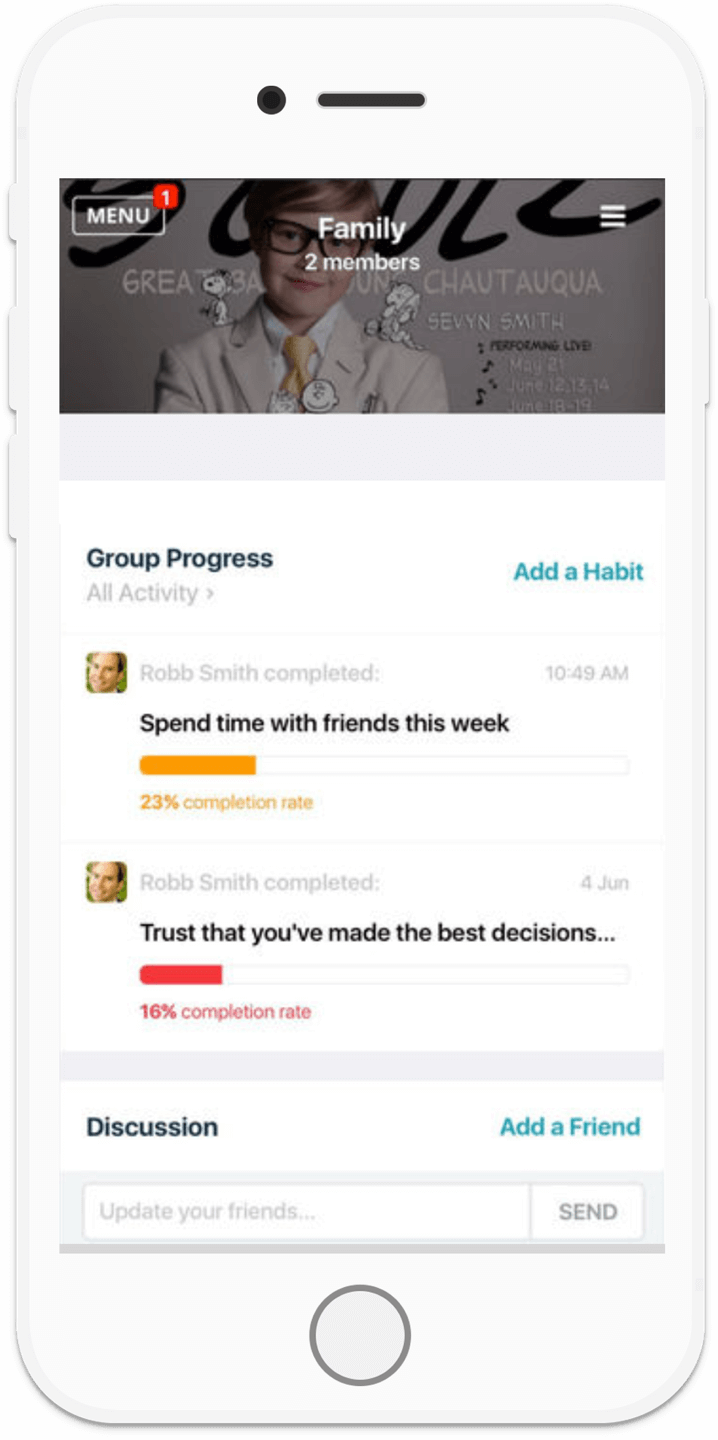 MENU
1
Family
2 members
CHAUTAUQUA
SEVYN SMITH
PERFORMING LIVE!
May 21
June 12,13,14
June 18-19
Group Progress
Add a Habit
All Activity >
Robb Smith completed:
10:49 AM
Spend time with friends this week
23% completion rate
Robb Smith completed:
4 Jun
Trust that you've made the best decisions...
16% completion rate
Discussion
Add a Friend
Update your friends...
SEND